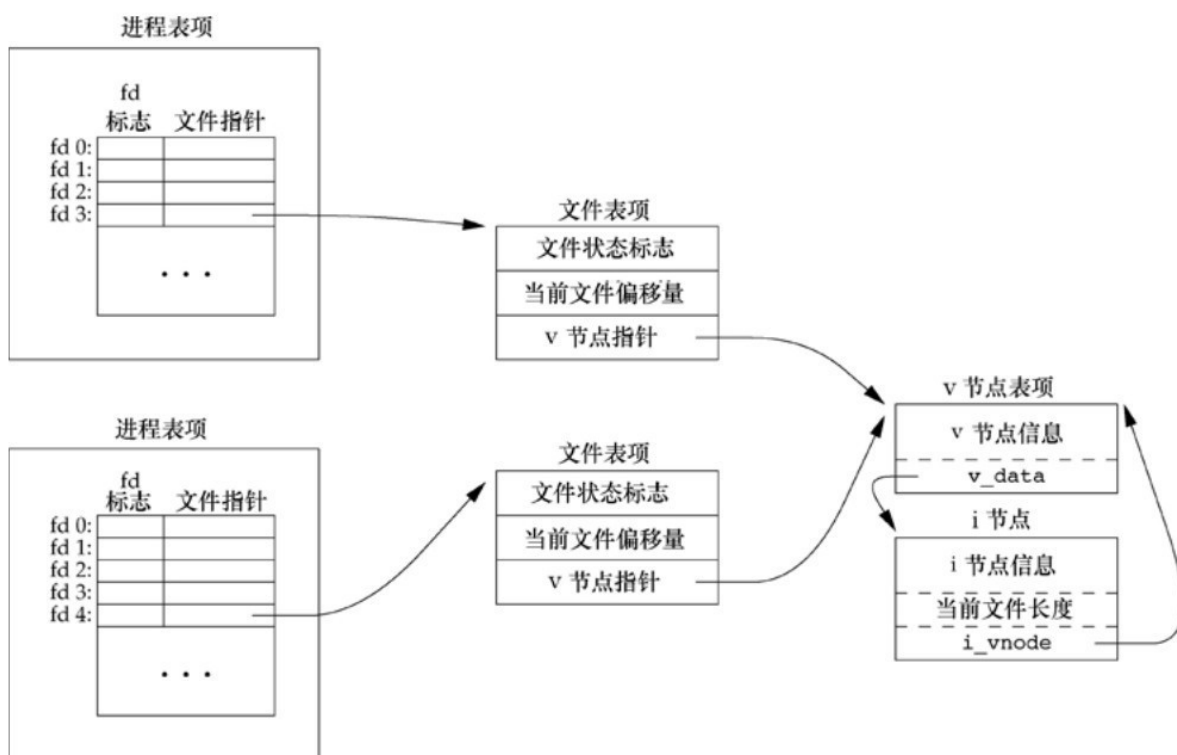 进程表项
fd
标志 文件指针
fd 0:
fd 1:
fd 2:
fd 3:
• • •
文件表项
文件状态标志
当前文件偏移量
v 节点指针
进程表项
fd
标志 文件指针
fd 0:
fd 1:
fd 2:
fd 3:
fd 4:
• • •
文件表项
文件状态标志
当前文件偏移量
v 节点指针
v 节点表项
v 节点信息
v_data
i 节点
i 节点信息
当前文件长度
i_vnode